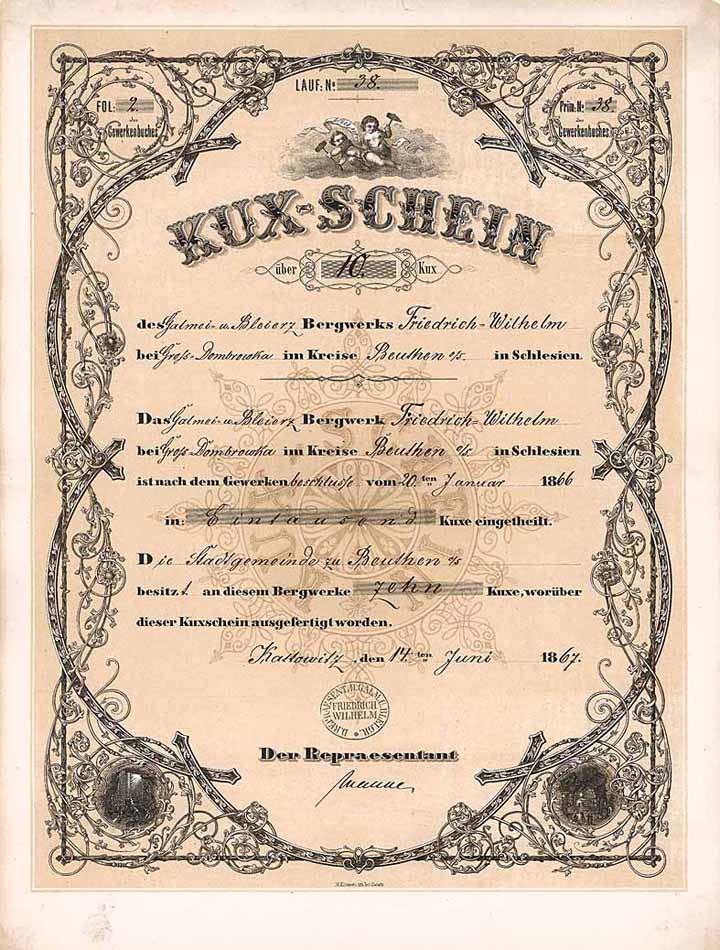 LAUF: No 38.
FOL: 2.
des
Gewerkenbuches
Prim: No 38.
des
Gewerkenbuches
KUX-SCHEIN
über 10. Kux
des Galmei- u. Bleierz Bergwerks Friedrich-Wilhelm
bei Gross-Dombrowka im Kreise Beuthen o/s. in Schlesien.
Das Galmei- u. Bleierz Bergwerk Friedrich-Wilhelm
bei Gross-Dombrowka im Kreise Beuthen o/s in Schlesien
ist nach dem Gewerkenbeschlusse vom 20.ten Januar 1866
in: Eintausend Kuxe eingetheilt.
Die Stadtgemeinde zu Beuthen o/s
besitzt an diesem Bergwerke zehn Kuxe, worüber
dieser Kuxschein ausgefertigt worden.
Kattowitz, den 14.ten Juni 1867.
FRIEDRICH
WILHELM
Der Repraesentant